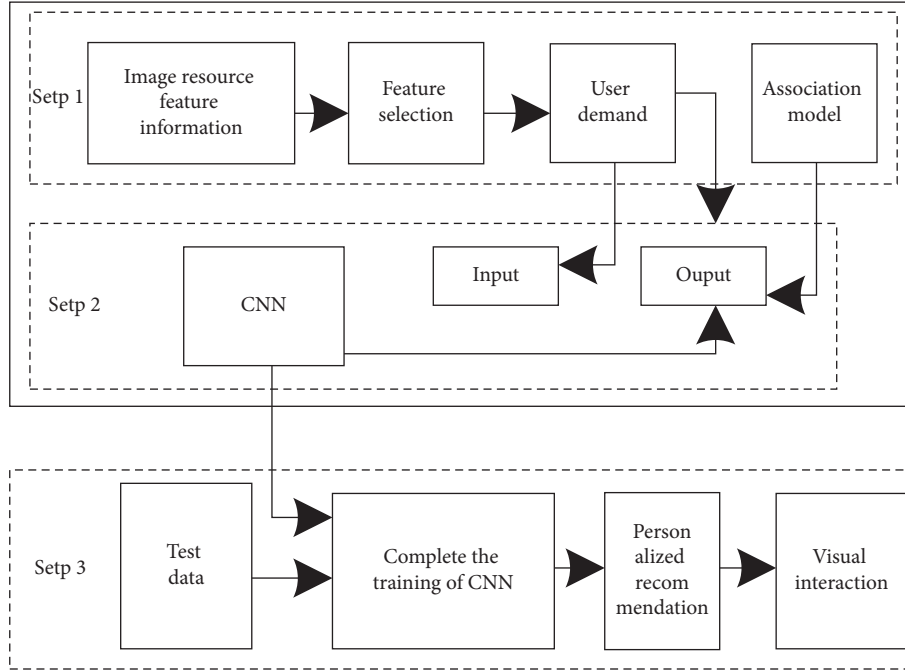 Setp 1
Image resource
feature
information
Feature
selection
User
demand
Association
model
Setp 2
CNN
Input
Ouput
Setp 3
Test
data
Complete the
training of CNN
Person
alized
recom
mendation
Visual
interaction